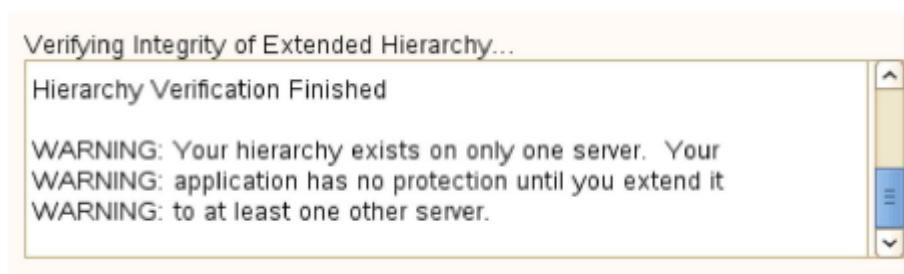 Verifying Integrity of Extended Hierarchy...
Hierarchy Verification Finished
WARNING: Your hierarchy exists on only one server.  Your
WARNING: application has no protection until you extend it
WARNING: to at least one other server.